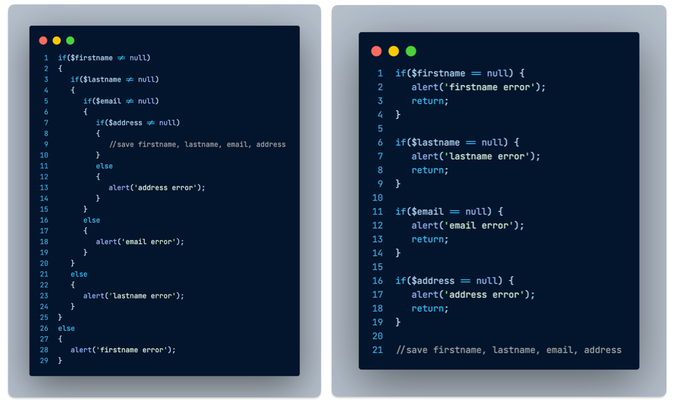 1 if($firstname ≠ null)
2 {
3 if($lastname ≠ null)
4 {
5 if($email ≠ null)
6 {
7 if($address ≠ null)
8 {
9 //save firstname, lastname, email, address
10 }
11 else
12 {
13 alert('address error');
14 }
15 }
16 else
17 {
18 alert('email error');
19 }
20 }
21 else
22 {
23 alert('lastname error');
24 }
25 }
26 else
27 {
28 alert('firstname error');
29 }
1 if($firstname == null) {
2 alert('firstname error');
3 return;
4 }
5
6 if($lastname == null) {
7 alert('lastname error');
8 return;
9 }
10
11 if($email == null) {
12 alert('email error');
13 return;
14 }
15
16 if($address == null) {
17 alert('address error');
18 return;
19 }
20
21 //save firstname, lastname, email, address